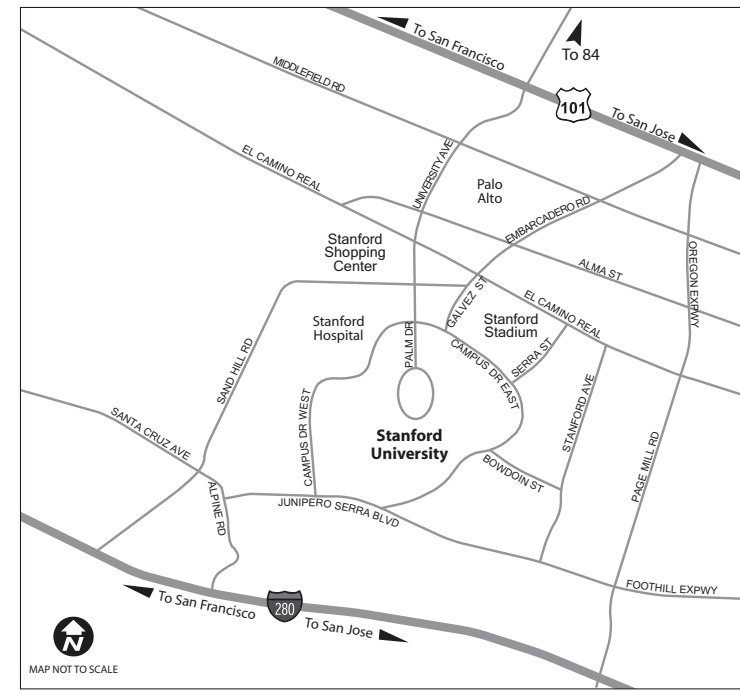 To San Francisco
To 84
101
To San Jose
MIDDLEFIELD RD
EL CAMINO REAL
UNIVERSITY AVE
Palo
Alto
EMBARCADERO RD
Stanford
Shopping
Center
ALMA ST
OREGON EXPWY
GALVEZ ST
EL CAMINO REAL
Stanford
Hospital
PALM DR
Stanford
Stadium
CAMPUS DR EAST
SERRA ST
SAND HILL RD
CAMPUS DR WEST
STANFORD AVE
SANTA CRUZ AVE
Stanford
University
BOWDOIN ST
PAGE MILL RD
ALPINE RD
JUNIPERO SERRA BLVD
FOOTHILL EXPWY
To San Francisco
280
To San Jose
N
MAP NOT TO SCALE